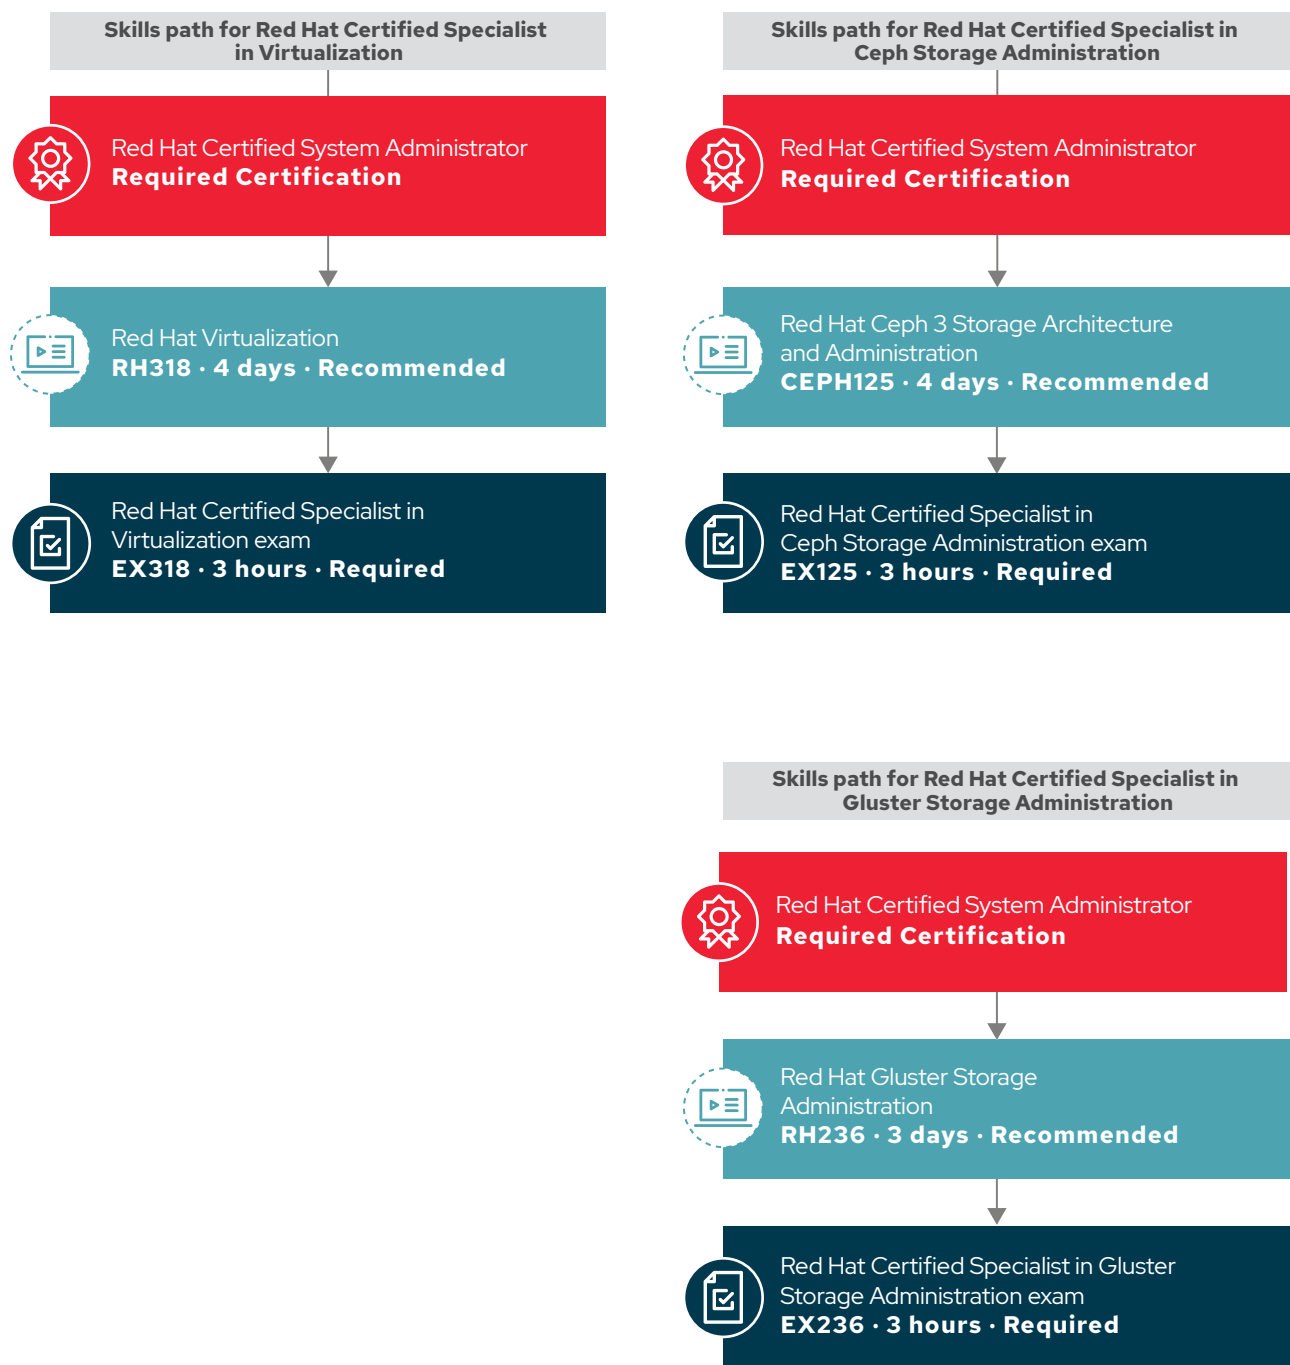 Skills path for Red Hat Certified Specialist
in Virtualization
Red Hat Certified System Administrator
Required Certification
Red Hat Virtualization
RH318 · 4 days · Recommended
Red Hat Certified Specialist in
Virtualization exam
EX318 · 3 hours · Required
Skills path for Red Hat Certified Specialist in
Ceph Storage Administration
Red Hat Certified System Administrator
Required Certification
Red Hat Ceph 3 Storage Architecture
and Administration
CEPH125 · 4 days · Recommended
Red Hat Certified Specialist in
Ceph Storage Administration exam
EX125 · 3 hours · Required
Skills path for Red Hat Certified Specialist in
Gluster Storage Administration
Red Hat Certified System Administrator
Required Certification
Red Hat Gluster Storage
Administration
RH236 · 3 days · Recommended
Red Hat Certified Specialist in Gluster
Storage Administration exam
EX236 · 3 hours · Required